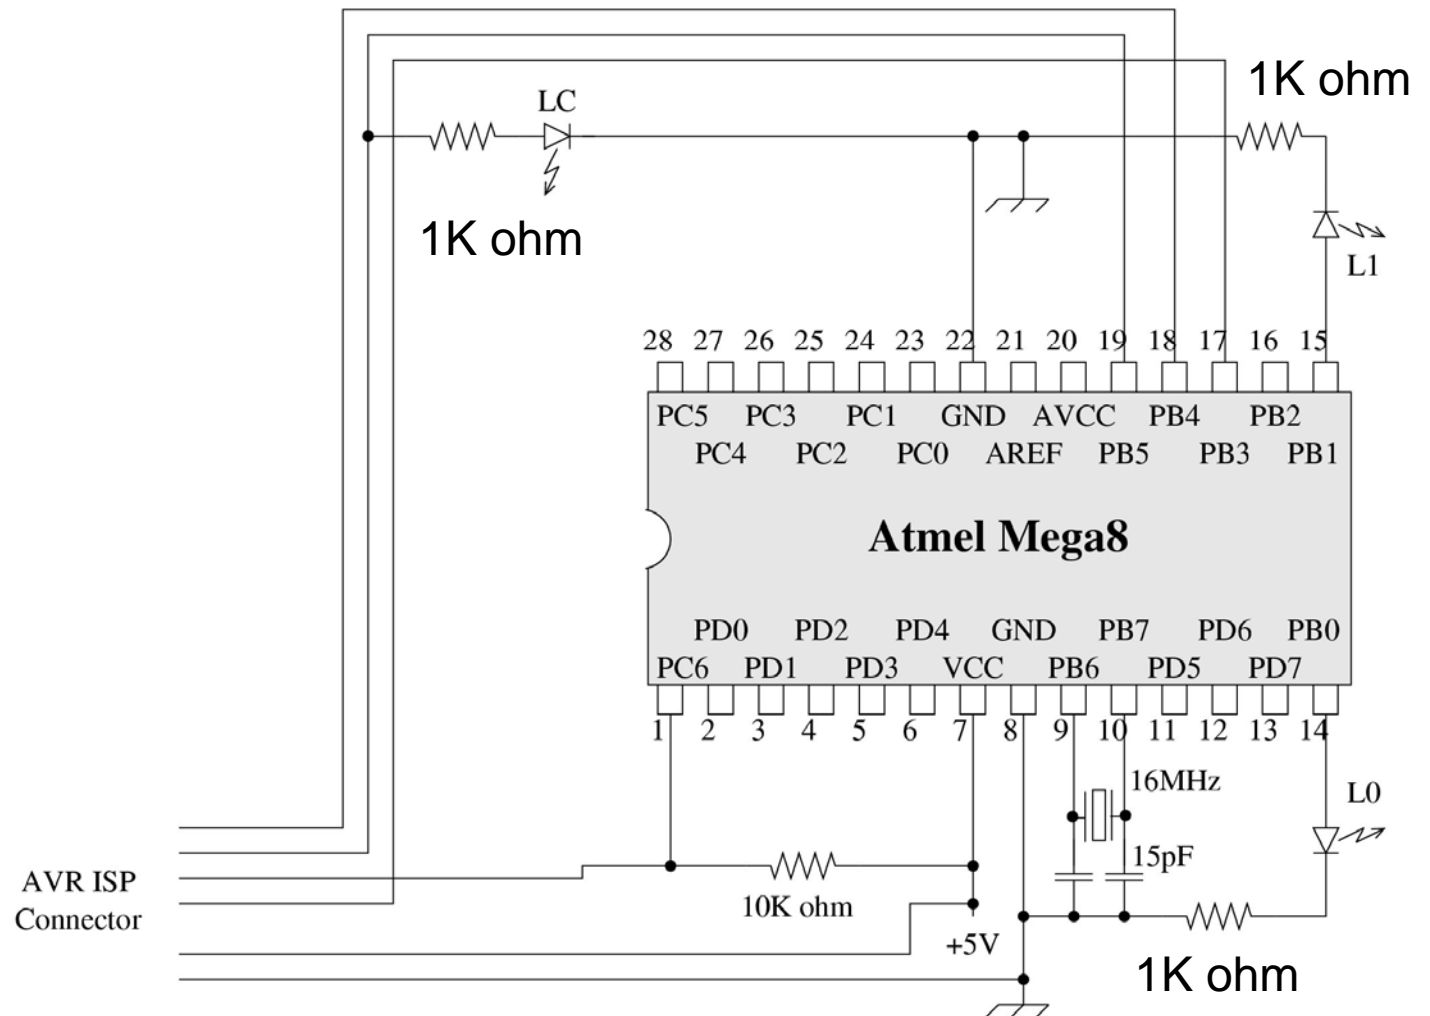 1K ohm
LC
1K ohm
L1
28 27 26 25 24 23 22 21 20 19 18 17 16 15
PC5 PC3 PC1 GND AVCC PB4 PB2
PC4 PC2 PC0 AREF PB5 PB3 PB1
Atmel Mega8
PD0 PD2 PD4 GND PB7 PD6 PB0
PC6 PD1 PD3 VCC PB6 PD5 PD7
1 2 3 4 5 6 7 8 9 10 11 12 13 14
16MHz
L0
15pF
AVR ISP
Connector
10K ohm
+5V
1K ohm